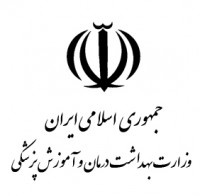 جمهوری اسلامی ایران
وزارت بهداشت درمان و آموزش پزشکی